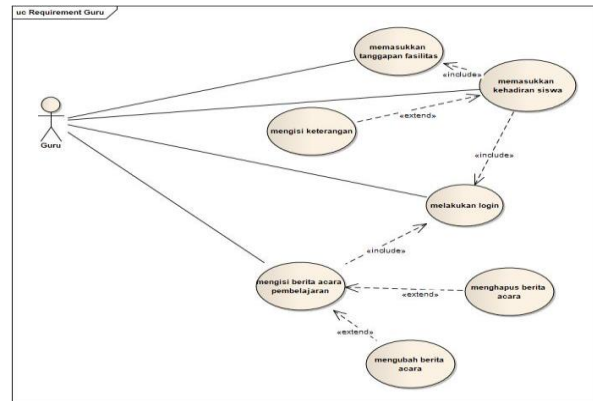 uc Requirement Guru
memasukkan
tanggapan fasilitas
«include»
memasukkan
kehadiran siswa
mengisi keterangan
«extend»
Guru
«include»
melakukan login
«include»
mengisi berita acara
pembelajaran
«extend»
menghapus berita
acara
«extend»
mengubah berita
acara